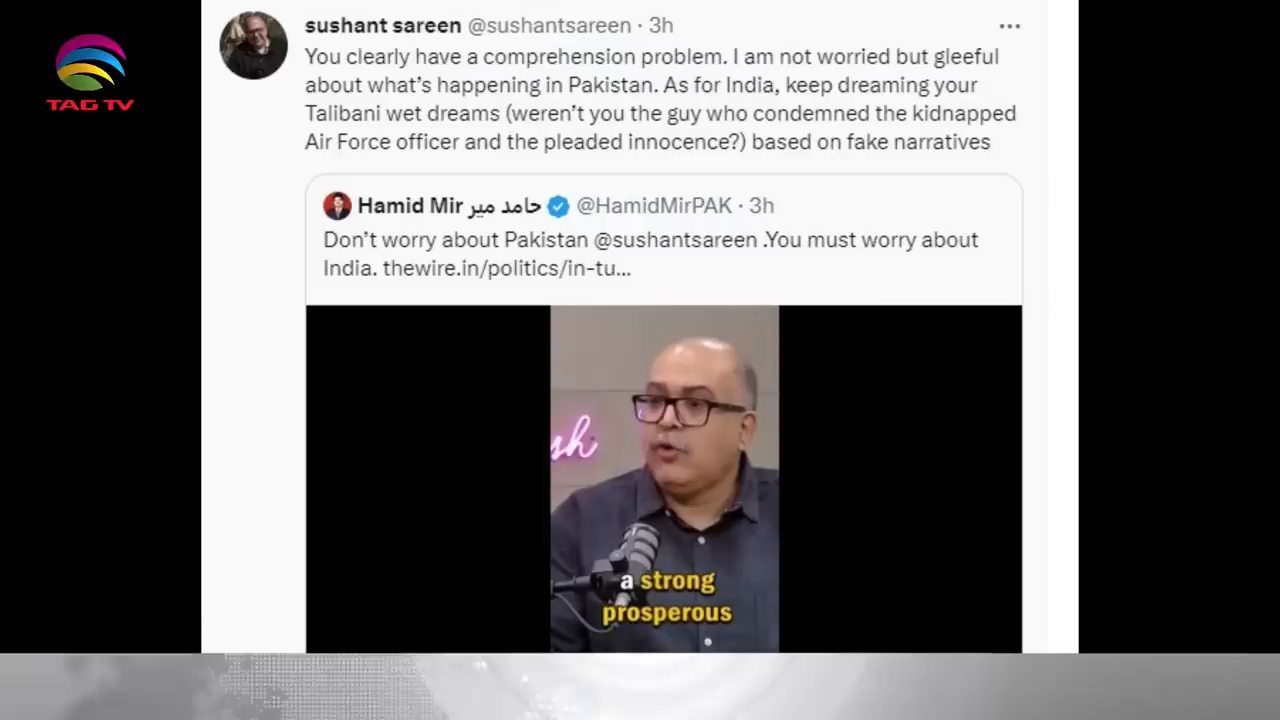 TAG TV
sushant sareen @sushantsareen · 3h
You clearly have a comprehension problem. I am not worried but gleeful
about what's happening in Pakistan. As for India, keep dreaming your
Talibani wet dreams (weren't you the guy who condemned the kidnapped
Air Force officer and the pleaded innocence?) based on fake narratives
Hamid Mir حامد میر @HamidMirPAK · 3h
Don't worry about Pakistan @sushantsareen .You must worry about
India. thewire.in/politics/in-tu...
sh
a strong
prosperous